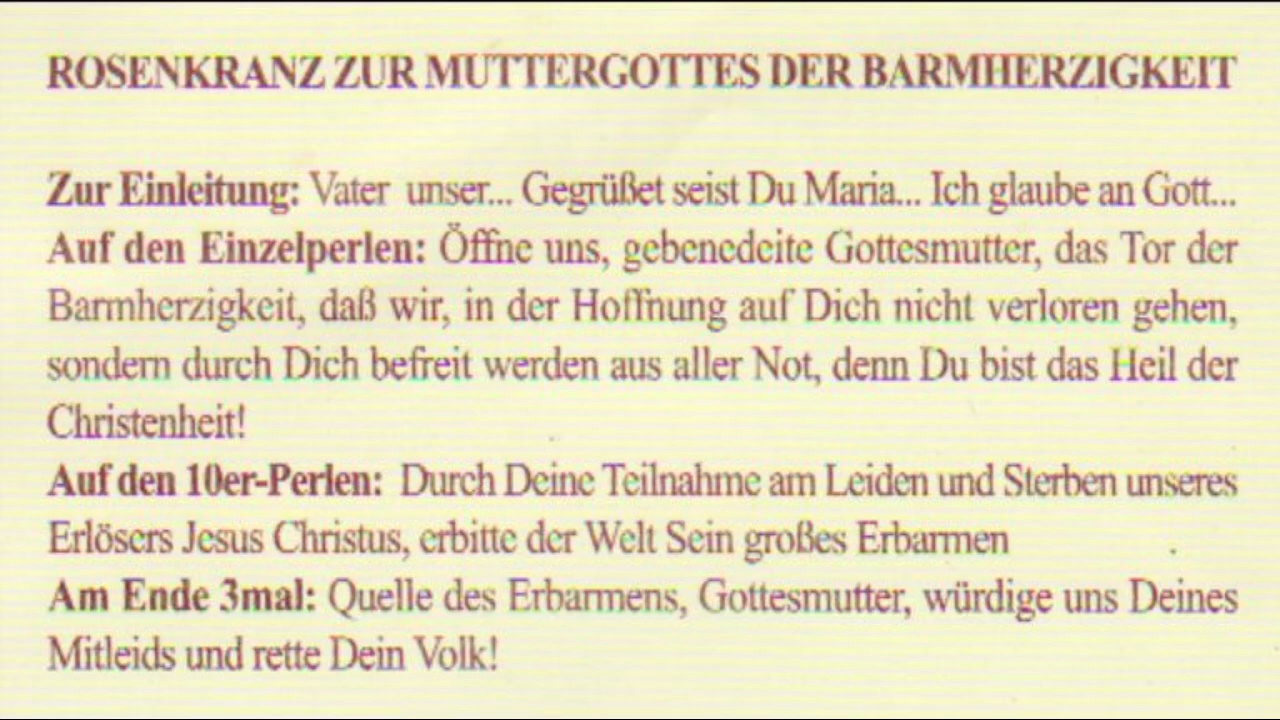 ROSENKRANZ ZUR MUTTERGOTTES DER BARMHERZIGKEIT
Zur Einleitung: Vater unser... Gegrüßet seist Du Maria... Ich glaube an Gott...
Auf den Einzelperlen: Öffne uns, gebenedeite Gottesmutter, das Tor der
Barmherzigkeit, daß wir, in der Hoffnung auf Dich nicht verloren gehen,
sondern durch Dich befreit werden aus aller Not, denn Du bist das Heil der
Christenheit!
Auf den 10er-Perlen: Durch Deine Teilnahme am Leiden und Sterben unseres
Erlösers Jesus Christus, erbitte der Welt Sein großes Erbarmen
Am Ende 3mal: Quelle des Erbarmens, Gottesmutter, würdige uns Deines
Mitleids und rette Dein Volk!